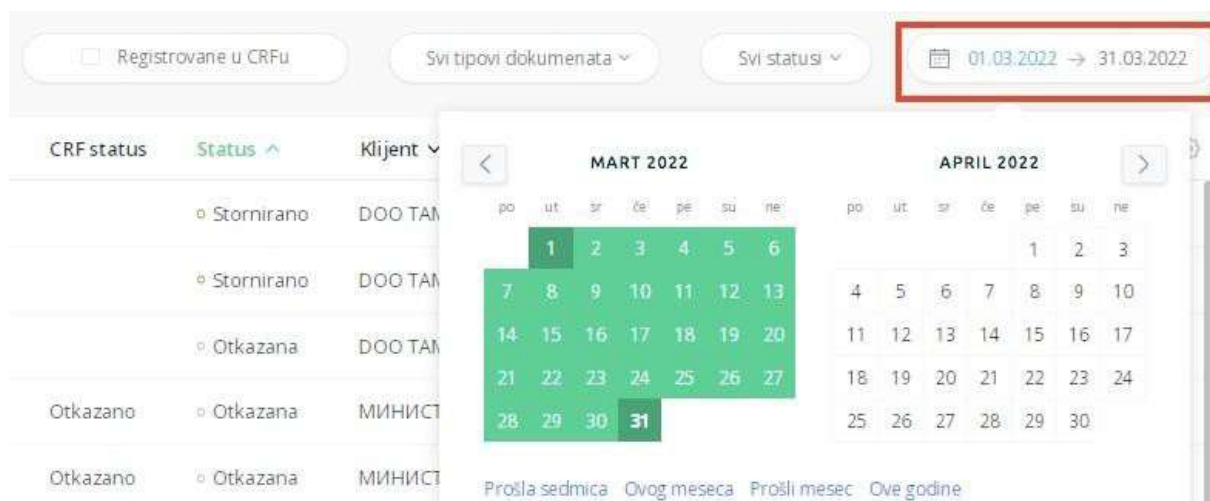 Registrovane u CRFu Svi tipovi dokumenata Svi statusi 01.03.2022 → 31.03.2022
CRF status Status Klijent
MART 2022 APRIL 2022
po ut sr če pe su ne po ut sr če pe su ne
Stornirano DOO TAM
1 2 3 4 5 6 1 2 3
Stornirano DOO TAM
7 8 9 10 11 12 13 4 5 6 7 8 9 10
14 15 16 17 18 19 20 11 12 13 14 15 16 17
Otkazana DOO TAM
21 22 23 24 25 26 27 18 19 20 21 22 23 24
Otkazano Otkazana МИНИСТ
28 29 30 31 25 26 27 28 29 30
Otkazano Otkazana МИНИСТ
Prošla sedmica Ovog meseca Prošli mesec Ove godine